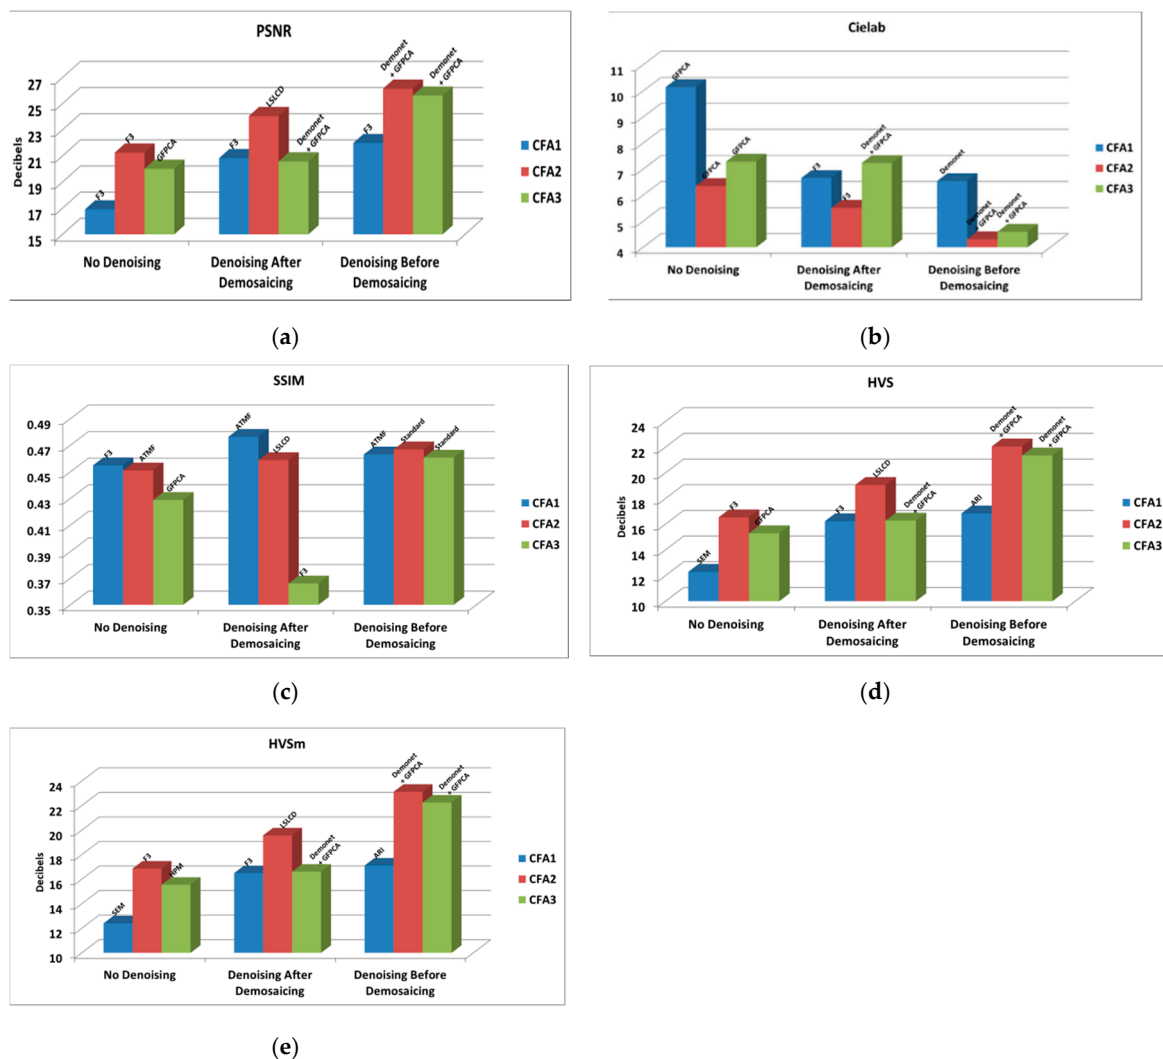 PSNR
27
25
23
21
19
17
15
Decibels
F3
F3
GFPCA
F3
LSLCD
Demonet
+ GFPCA
F3
Demonet
+ GFPCA
Demonet
+ GFPCA
No Denoising
Denoising After
Demosaicing
Denoising Before
Demosaicing
CFA1
CFA2
CFA3
(a)
Cielab
11
10
9
8
7
6
5
4
GFPCA
GFPCA
GFPCA
F3
F3
Demonet
+ GFPCA
Demonet
Demonet
+ GFPCA
Demonet
+ GFPCA
No Denoising
Denoising After
Demosaicing
Denoising Before
Demosaicing
CFA1
CFA2
CFA3
(b)
SSIM
0.49
0.47
0.45
0.43
0.41
0.39
0.37
0.35
F3
ATMF
GFPCA
ATMF
LSLCD
F3
ATMF
Standard
Standard
No Denoising
Denoising After
Demosaicing
Denoising Before
Demosaicing
CFA1
CFA2
CFA3
(c)
HVS
24
22
20
18
16
14
12
10
Decibels
SEM
F3
GFPCA
F3
LSLCD
Demonet
+ GFPCA
ARI
Demonet
+ GFPCA
Demonet
+ GFPCA
No Denoising
Denoising After
Demosaicing
Denoising Before
Demosaicing
CFA1
CFA2
CFA3
(d)
HVSm
24
22
20
18
16
14
12
10
Decibels
SEM
F3
HPM
F3
LSLCD
Demonet
+ GFPCA
ARI
Demonet
+ GFPCA
Demonet
+ GFPCA
No Denoising
Denoising After
Demosaicing
Denoising Before
Demosaicing
CFA1
CFA2
CFA3
(e)